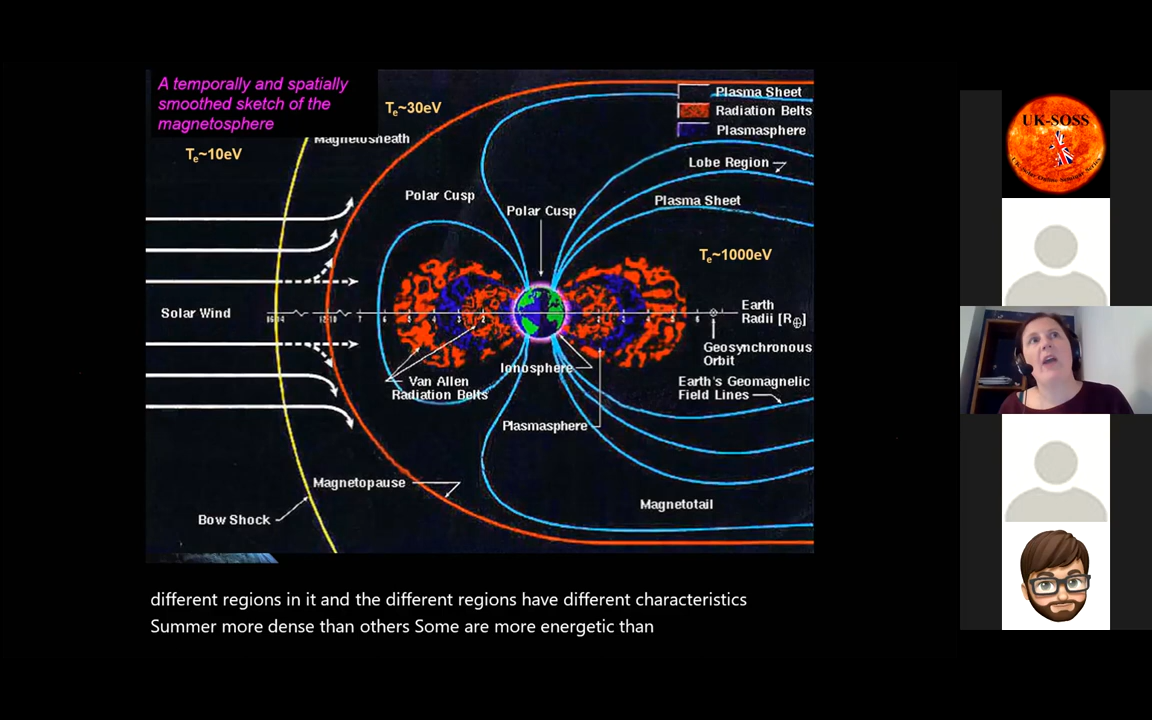 A temporally and spatially
smoothed sketch of the
magnetosphere
Te~10eV
Te~30eV
Magnetosheath
Plasma Sheet
Radiation Belts
Plasmasphere
Lobe Region
Polar Cusp
Polar Cusp
Plasma Sheet
Te~1000eV
Solar Wind
Earth
Radii [R⊕]
Geosynchronous
Orbit
Ionosphere
Van Allen
Radiation Belts
Earth's Geomagnetic
Field Lines
Plasmasphere
Magnetopause
Magnetotail
Bow Shock
different regions in it and the different regions have different characteristics
Summer more dense than others Some are more energetic than
UK-SOSS